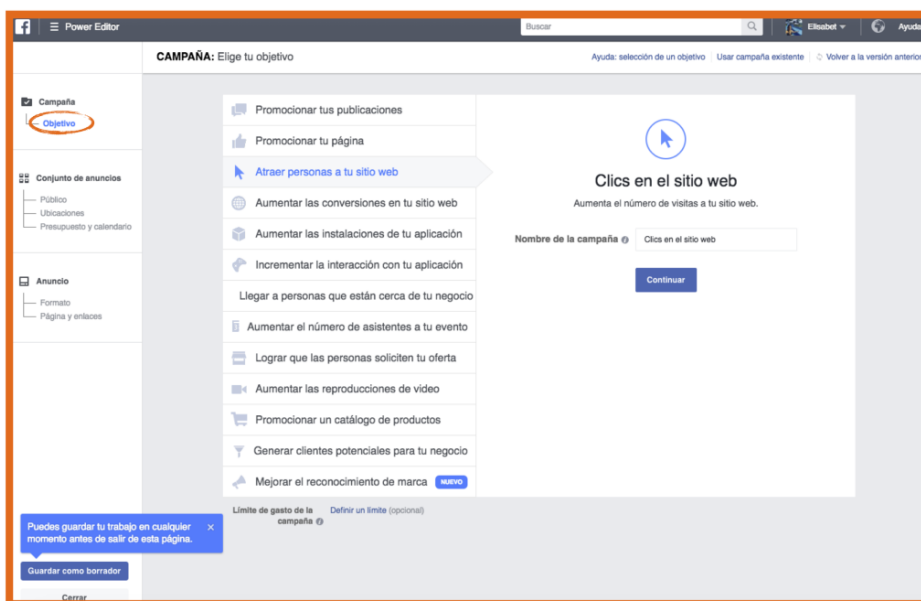 Power Editor
Buscar
Elisabet
Ayuda
CAMPAÑA: Elige tu objetivo
Ayuda: selección de un objetivo
Usar campaña existente
Volver a la versión anterior
Campaña
Objetivo
Conjunto de anuncios
Público
Ubicaciones
Presupuesto y calendario
Anuncio
Formato
Página y enlaces
Promocionar tus publicaciones
Promocionar tu página
Atraer personas a tu sitio web
Aumentar las conversiones en tu sitio web
Aumentar las instalaciones de tu aplicación
Incrementar la interacción con tu aplicación
Llegar a personas que están cerca de tu negocio
Aumentar el número de asistentes a tu evento
Lograr que las personas soliciten tu oferta
Aumentar las reproducciones de video
Promocionar un catálogo de productos
Generar clientes potenciales para tu negocio
Mejorar el reconocimiento de marca NUEVO
Límite de gasto de la
campaña
Definir un límite (opcional)
Clics en el sitio web
Aumenta el número de visitas a tu sitio web.
Nombre de la campaña
Clics en el sitio web
Continuar
Puedes guardar tu trabajo en cualquier
momento antes de salir de esta página.
Guardar como borrador
Cerrar